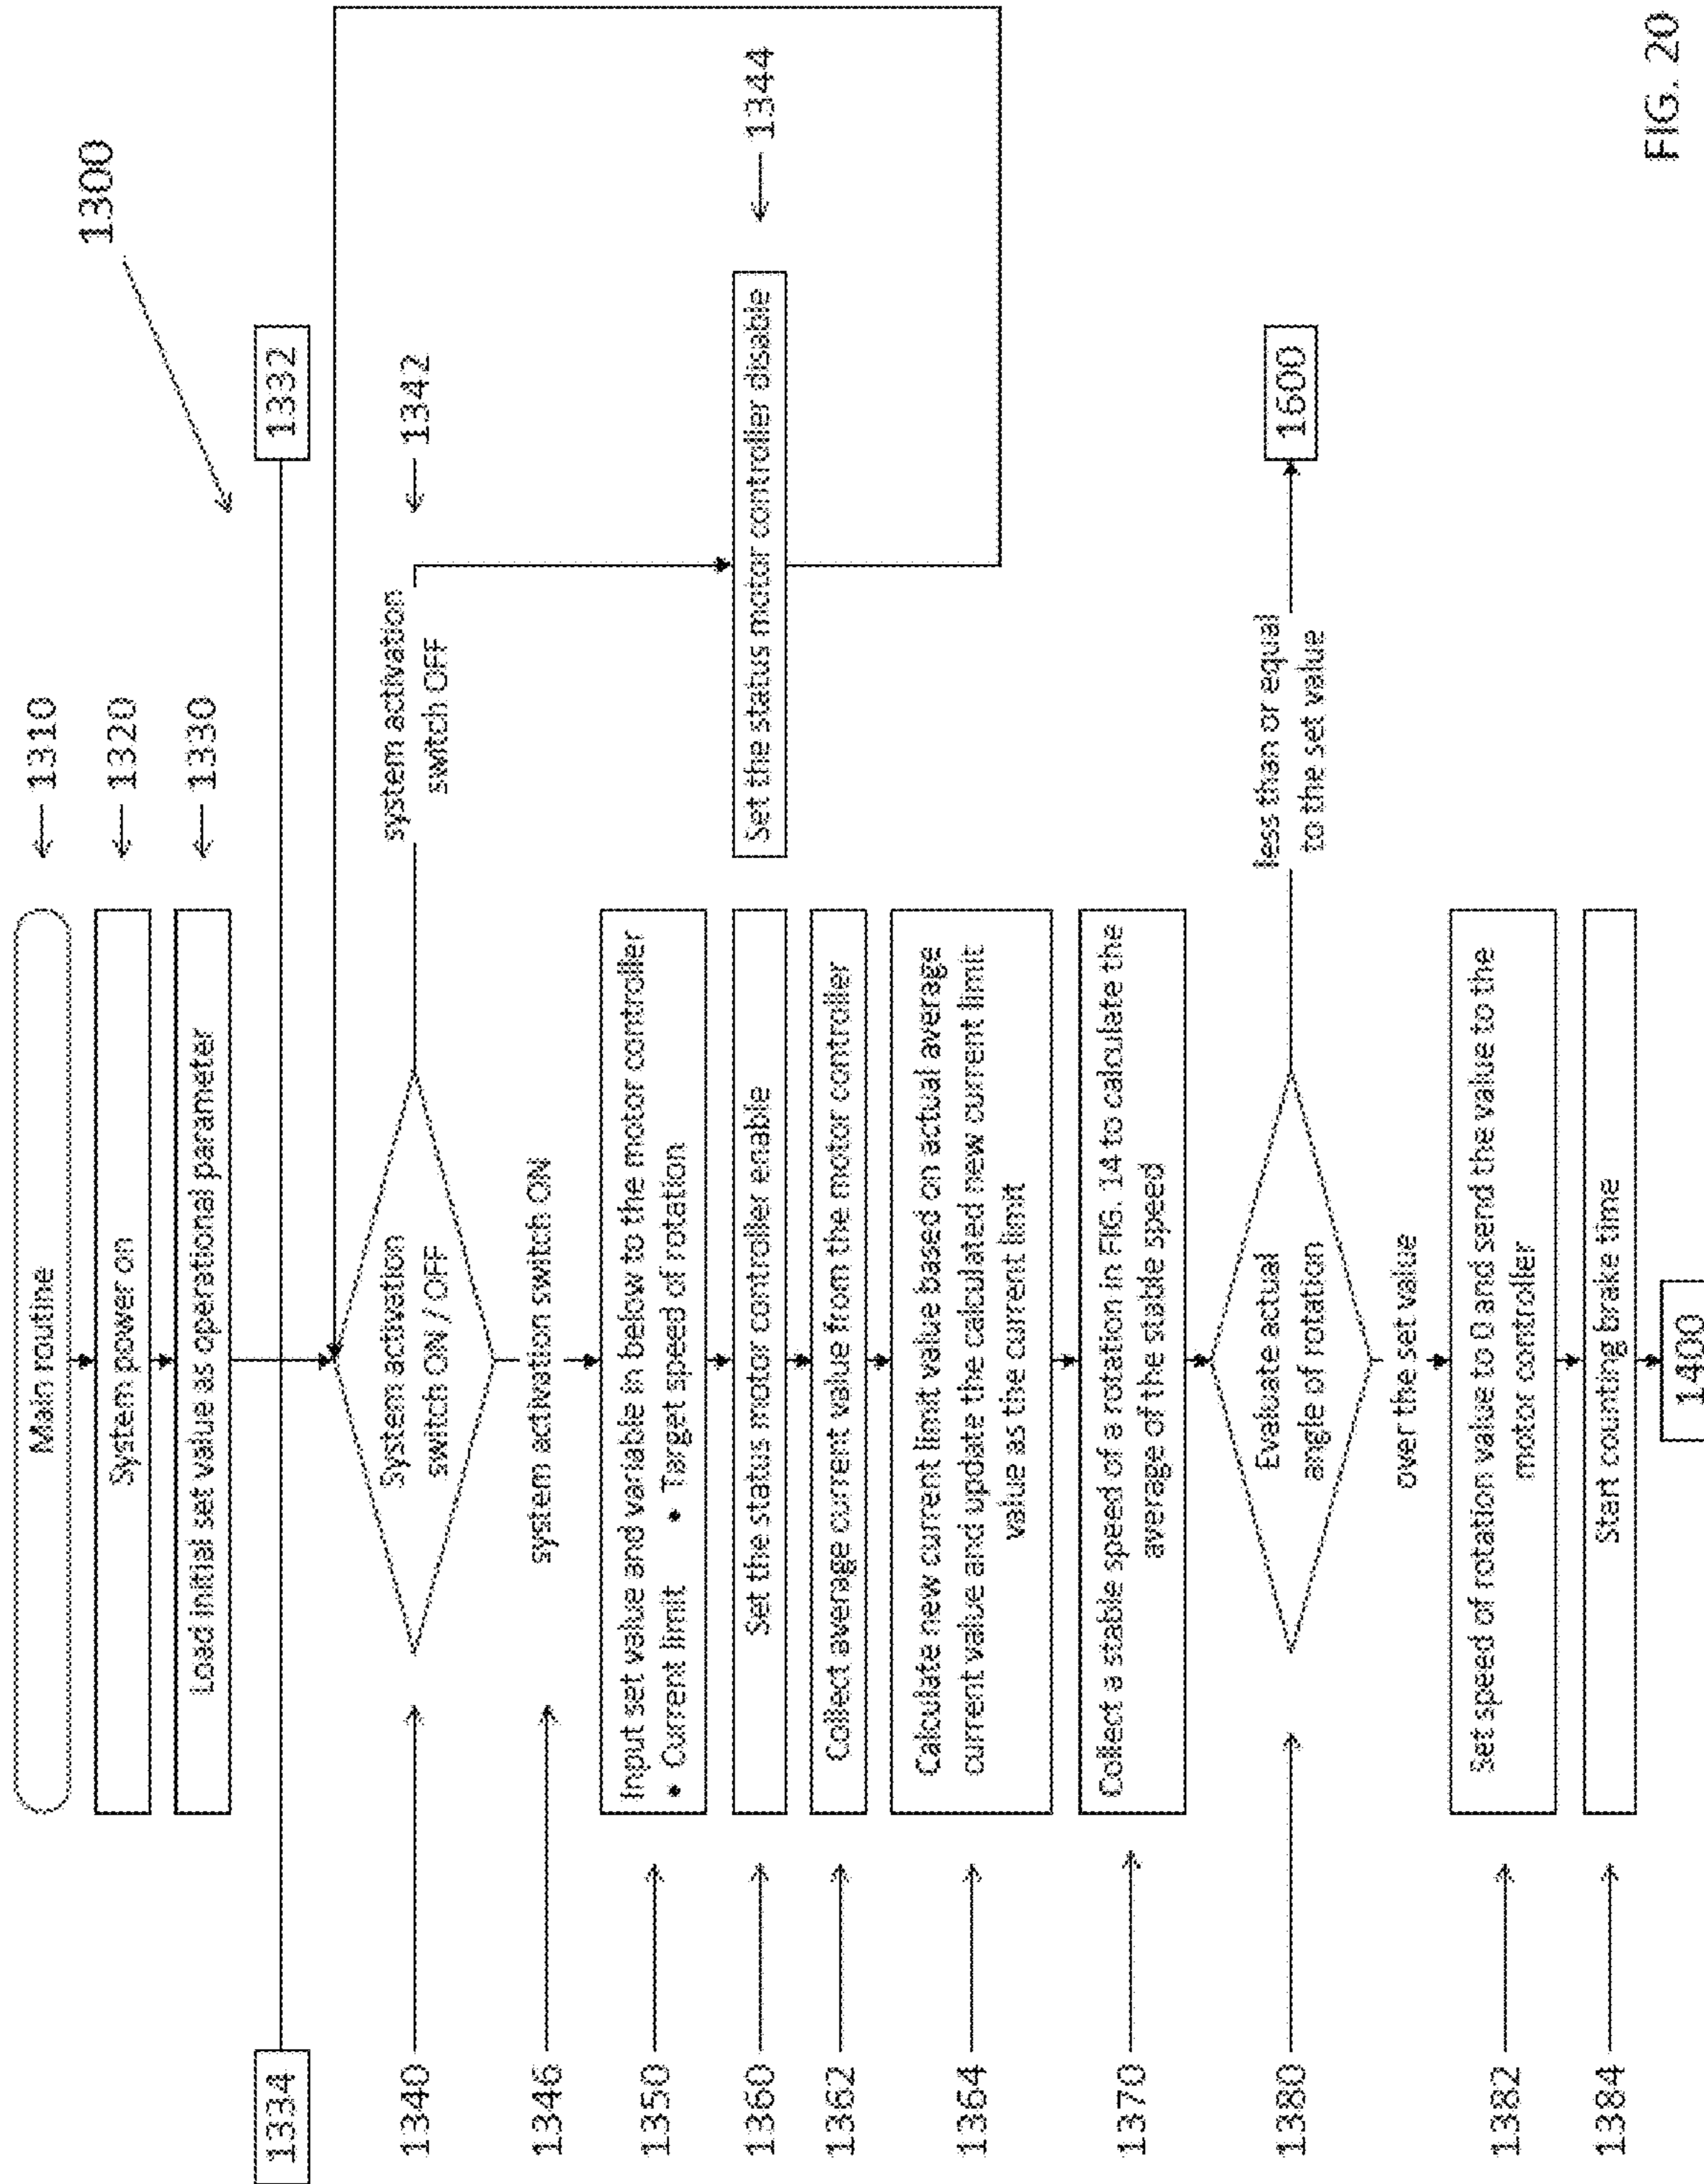 1300
Main routine
1310
System power on
1320
Load initial set value as operational parameter
1330
1334
1332
1340
System activation
switch ON / OFF
system activation
switch OFF
1342
1346
system activation switch ON
1350
Input set value and variable in below to the motor controller
• Current limit • Target speed of rotation
1360
Set the status motor controller enable
Set the status motor controller disable
1344
1362
Collect average current value from the motor controller
1364
Calculate new current limit value based on actual average
current value and update the calculated new current limit
value as the current limit
1370
Collect a stable speed of a rotation in FIG. 14 to calculate the
average of the stable speed
1380
Evaluate actual
angle of rotation
less than or equal
to the set value
1600
over the set value
1382
Set speed of rotation value to 0 and send the value to the
motor controller
1384
Start counting brake time
1400
FIG. 20